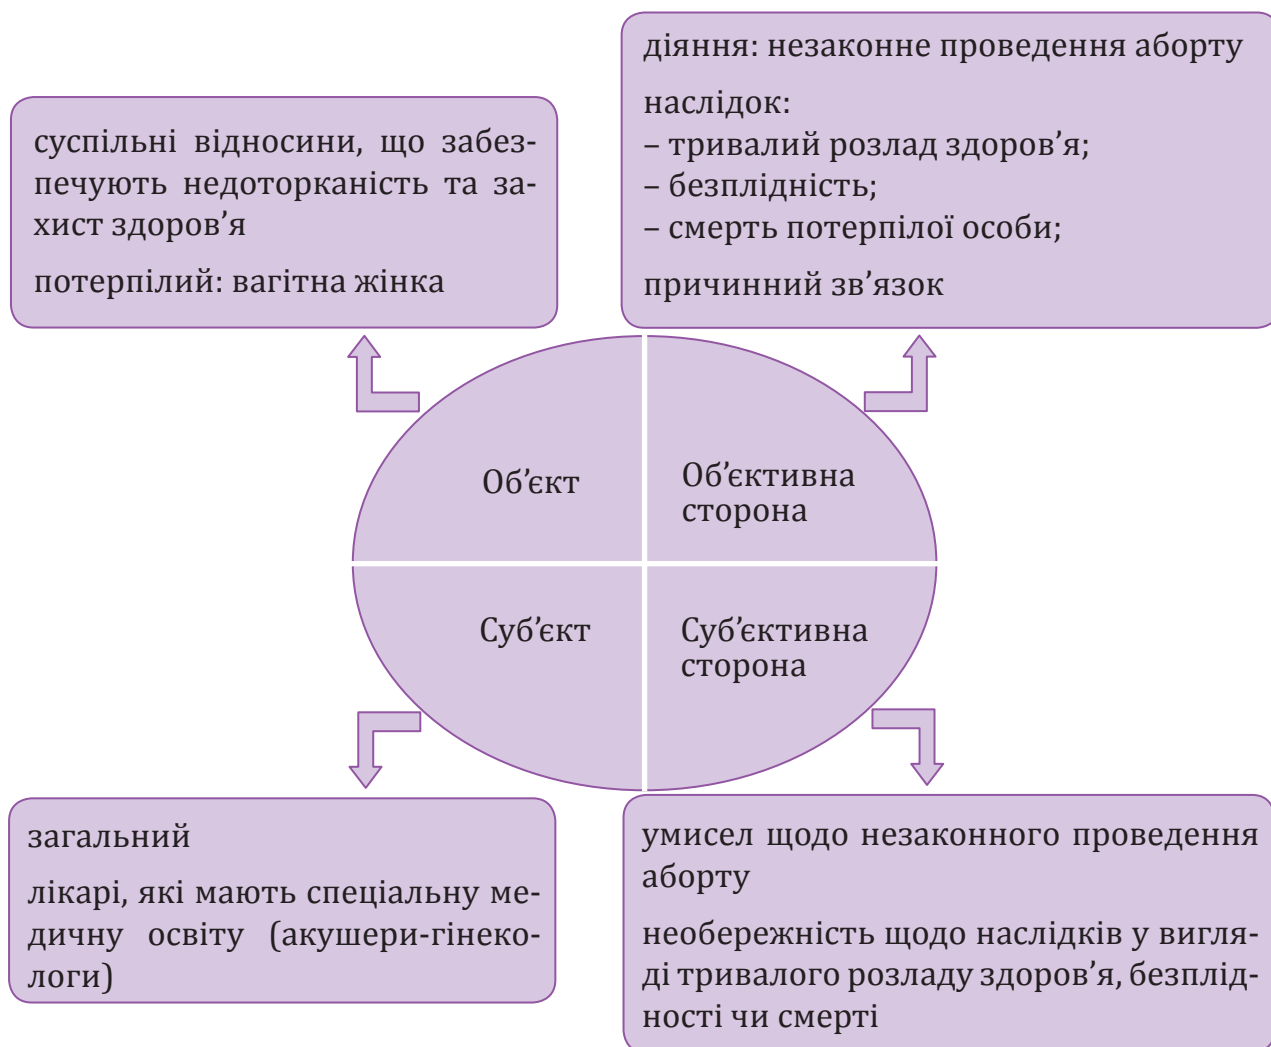 суспільні відносини, що забез-
печують недоторканість та за-
хист здоров’я
потерпілий: вагітна жінка
діяння: незаконне проведення аборту
наслідок:
– тривалий розлад здоров’я;
– безплідність;
– смерть потерпілої особи;
причинний зв’язок
Об’єкт
Об’єктивна
сторона
Суб’єкт
Суб’єктивна
сторона
загальний
лікарі, які мають спеціальну ме-
дичну освіту (акушери-гінеко-
логи)
умисел щодо незаконного проведення
аборту
необережність щодо наслідків у вигля-
ді тривалого розладу здоров’я, безплід-
ності чи смерті